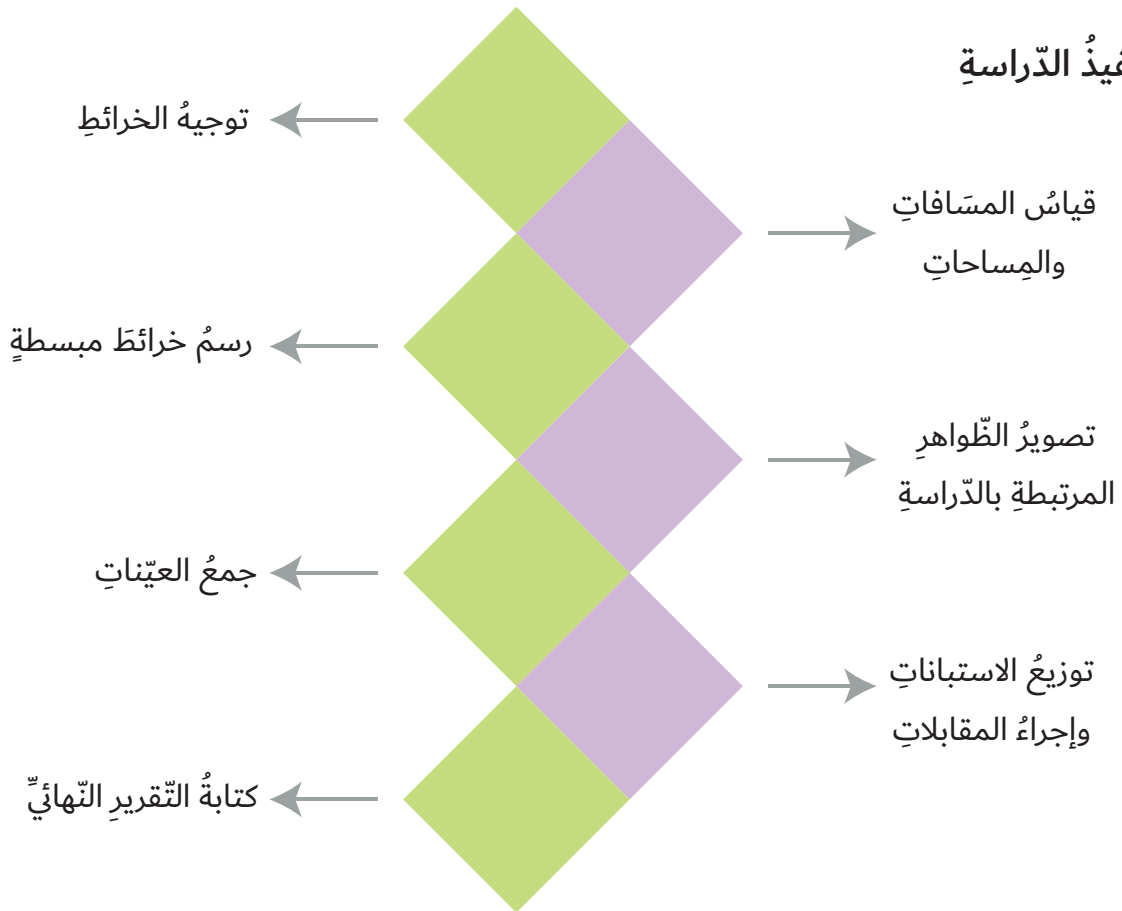 الدّراسةِ
توجيهُ الخرائطِ
قياسُ المسَافاتِ
والمِساحاتِ
رسمُ خرائطَ مبسطةٍ
تصويرُ الظّواهرِ
المرتبطةِ بالدّراسةِ
جمعُ العيّناتِ
توزيعُ الاستباناتِ
وإجراءُ المقابلاتِ
كتابةُ التّقريرِ النّهائيِّ